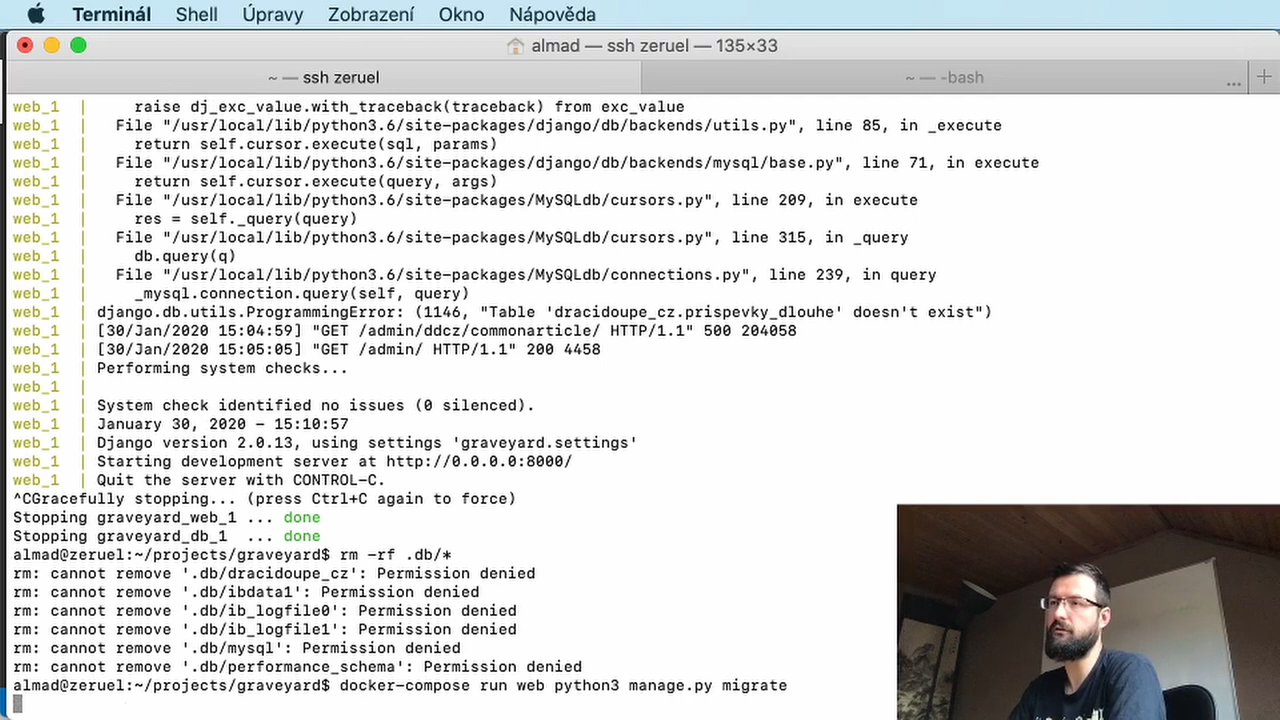 Terminál Shell Úpravy Zobrazení Okno Nápověda
almad — ssh zeruel — 135×33
~ — ssh zeruel
~ — -bash
... +
web_1 | raise dj_exc_value.with_traceback(traceback) from exc_value
web_1 | File "/usr/local/lib/python3.6/site-packages/django/db/backends/utils.py", line 85, in _execute
web_1 | return self.cursor.execute(sql, params)
web_1 | File "/usr/local/lib/python3.6/site-packages/django/db/backends/mysql/base.py", line 71, in execute
web_1 | return self.cursor.execute(query, args)
web_1 | File "/usr/local/lib/python3.6/site-packages/MySQLdb/cursors.py", line 209, in execute
web_1 | res = self._query(query)
web_1 | File "/usr/local/lib/python3.6/site-packages/MySQLdb/cursors.py", line 315, in _query
web_1 | db.query(q)
web_1 | File "/usr/local/lib/python3.6/site-packages/MySQLdb/connections.py", line 239, in query
web_1 | _mysql.connection.query(self, query)
web_1 | django.db.utils.ProgrammingError: (1146, "Table 'dracidoupe_cz.prispevky_dlouhe' doesn't exist")
web_1 | [30/Jan/2020 15:04:59] "GET /admin/ddcz/commonarticle/ HTTP/1.1" 500 204058
web_1 | [30/Jan/2020 15:05:05] "GET /admin/ HTTP/1.1" 200 4458
web_1 | Performing system checks...
web_1 |
web_1 | System check identified no issues (0 silenced).
web_1 | January 30, 2020 - 15:10:57
web_1 | Django version 2.0.13, using settings 'graveyard.settings'
web_1 | Starting development server at http://0.0.0.0:8000/
web_1 | Quit the server with CONTROL-C.
^CGracefully stopping... (press Ctrl+C again to force)
Stopping graveyard_web_1 ... done
Stopping graveyard_db_1 ... done
almad@zeruel:~/projects/graveyard$ rm -rf .db/*
rm: cannot remove '.db/dracidoupe_cz': Permission denied
rm: cannot remove '.db/ibdata1': Permission denied
rm: cannot remove '.db/ib_logfile0': Permission denied
rm: cannot remove '.db/ib_logfile1': Permission denied
rm: cannot remove '.db/mysql': Permission denied
rm: cannot remove '.db/performance_schema': Permission denied
almad@zeruel:~/projects/graveyard$ docker-compose run web python3 manage.py migrate